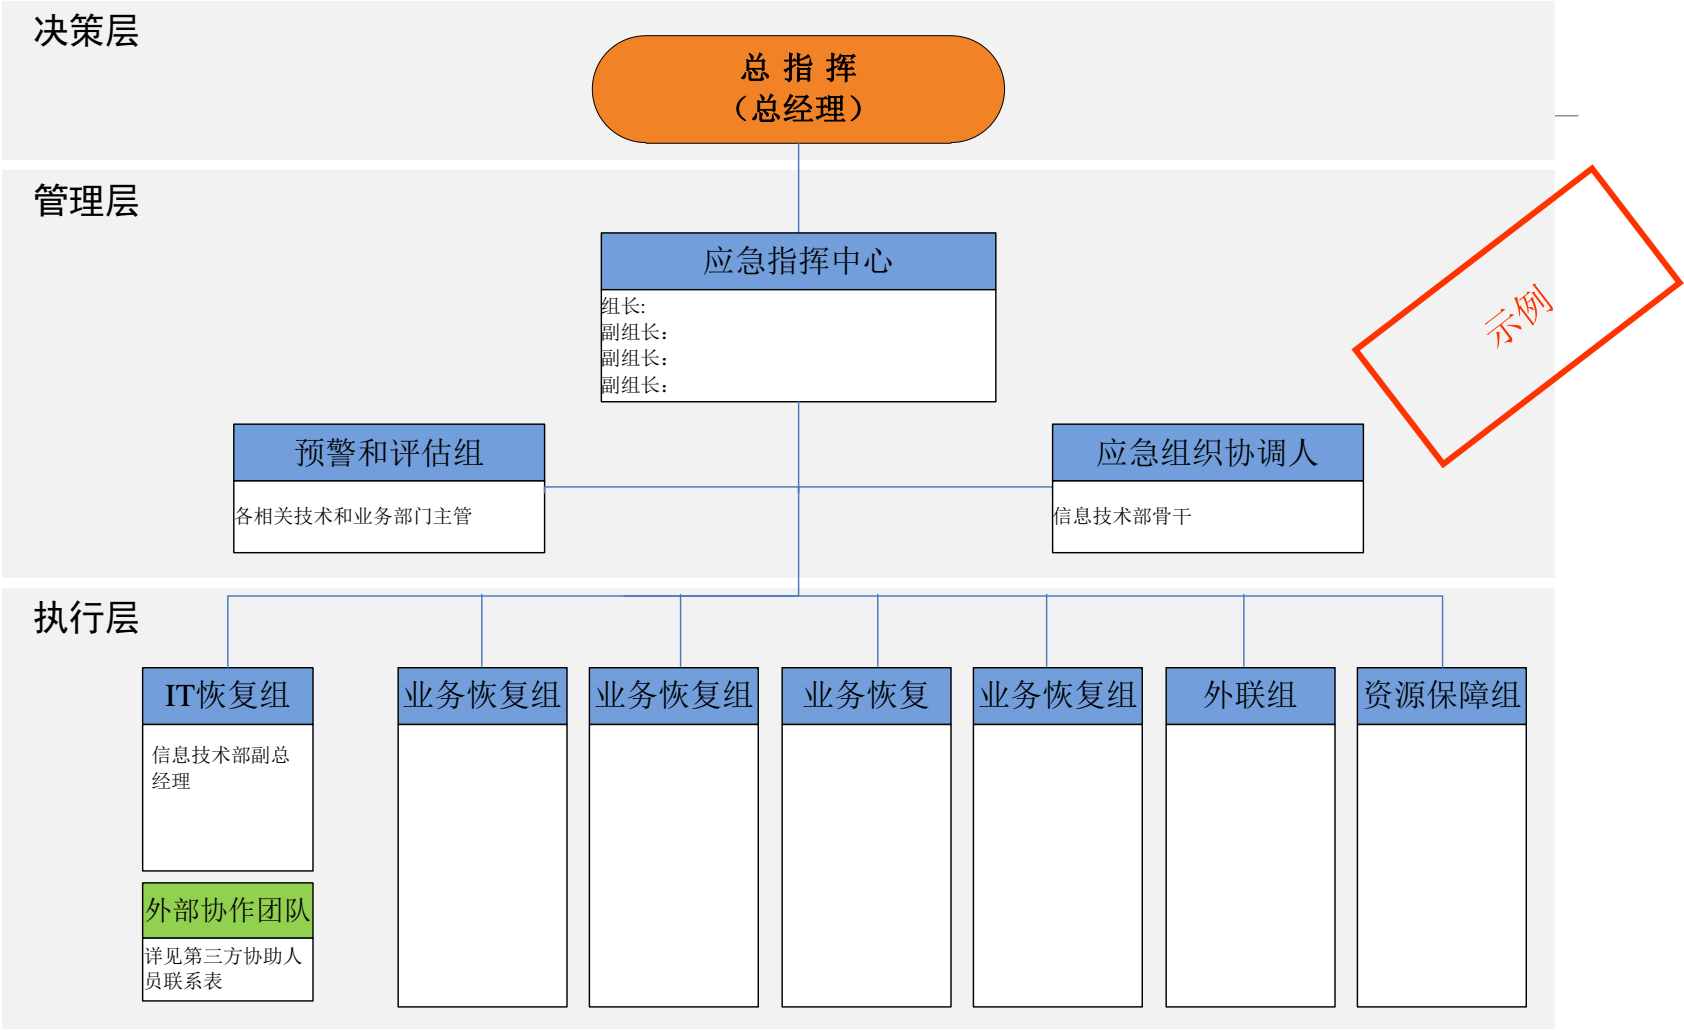 决策层
总 指 挥
（总经理）
管理层
应急指挥中心
组长:
副组长：
副组长：
副组长：
示例
预警和评估组
各相关技术和业务部门主管
应急组织协调人
信息技术部骨干
执行层
IT恢复组
信息技术部副总
经理
外部协作团队
详见第三方协助人
员联系表
业务恢复组
业务恢复组
业务恢复
业务恢复组
外联组
资源保障组